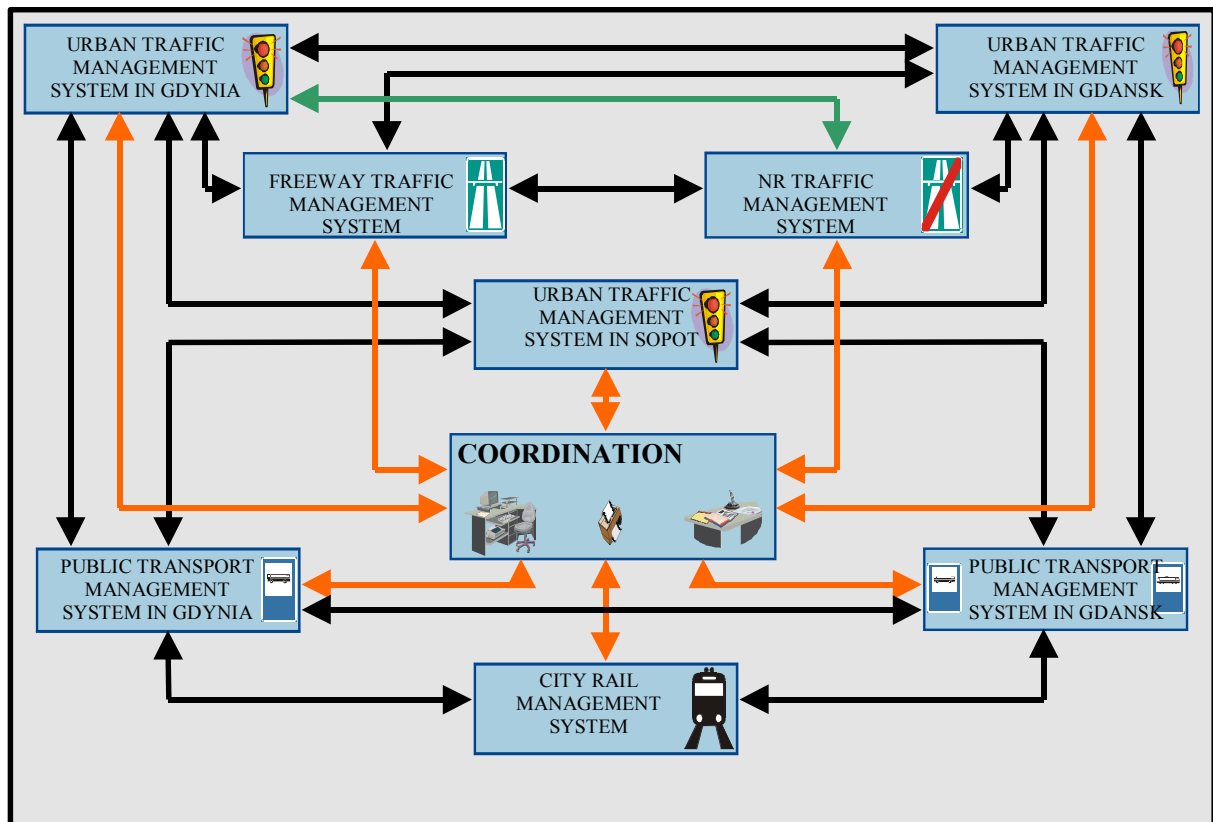 URBAN TRAFFIC
MANAGEMENT
SYSTEM IN GDYNIA
URBAN TRAFFIC
MANAGEMENT
SYSTEM IN GDANSK
FREEWAY TRAFFIC
MANAGEMENT
SYSTEM
NR TRAFFIC
MANAGEMENT
SYSTEM
URBAN TRAFFIC
MANAGEMENT
SYSTEM IN SOPOT
COORDINATION
PUBLIC TRANSPORT
MANAGEMENT
SYSTEM IN GDYNIA
PUBLIC TRANSPORT
MANAGEMENT
SYSTEM IN GDANSK
CITY RAIL
MANAGEMENT
SYSTEM